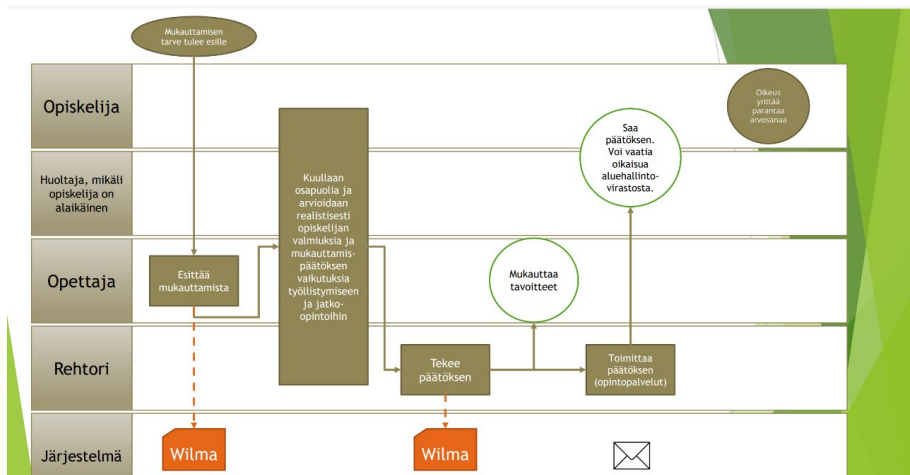 Mukauttamisen
tarve tulee esille
Opiskelija
Oikeus
yrittää
parantaa
arvosanaa
Huoltaja, mikäli
opiskelija on
alaikäinen
Kuullaan
osapuolia ja
arvioidaan
realistisesti
opiskelijan
valmiuksia ja
mukauttamis-
päätöksen
vaikutuksia
työllistymiseen
ja jatko-
opintoihin
Saa
päätöksen.
Voi vaatia
oikaisua
aluehallinto-
virastosta.
Opettaja
Esittää
mukauttamista
Mukauttaa
tavoitteet
Rehtori
Tekee
päätöksen
Toimittaa
päätöksen
(opintopalvelut)
Järjestelmä
Wilma
Wilma